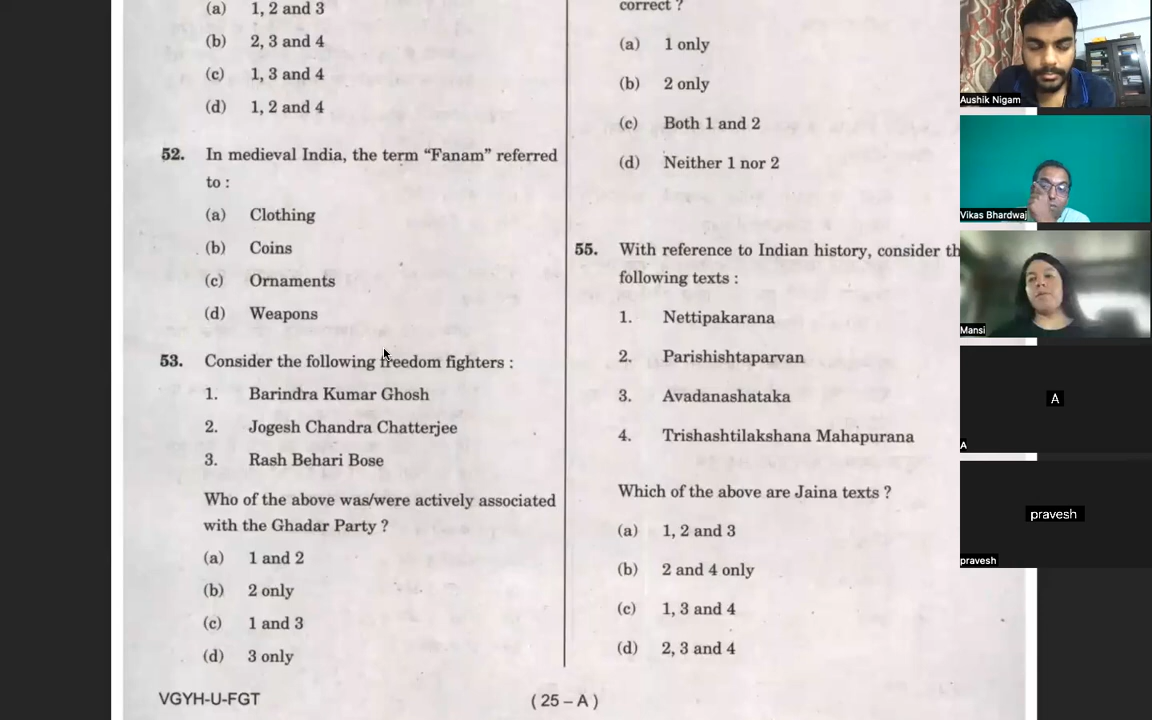 (a) 1, 2 and 3
(b) 2, 3 and 4
(c) 1, 3 and 4
(d) 1, 2 and 4
52. In medieval India, the term “Fanam” referred
to :
(a) Clothing
(b) Coins
(c) Ornaments
(d) Weapons
53. Consider the following freedom fighters :
1. Barindra Kumar Ghosh
2. Jogesh Chandra Chatterjee
3. Rash Behari Bose
Who of the above was/were actively associated
with the Ghadar Party ?
(a) 1 and 2
(b) 2 only
(c) 1 and 3
(d) 3 only
correct ?
(a) 1 only
(b) 2 only
(c) Both 1 and 2
(d) Neither 1 nor 2
55. With reference to Indian history, consider th
following texts :
1. Nettipakarana
2. Parishishtaparvan
3. Avadanashataka
4. Trishashtilakshana Mahapurana
Which of the above are Jaina texts ?
(a) 1, 2 and 3
(b) 2 and 4 only
(c) 1, 3 and 4
(d) 2, 3 and 4
VGYH-U-FGT
( 25 – A )
Aushik Nigam
Vikas Bhardwaj
Mansi
A
A
pravesh
pravesh